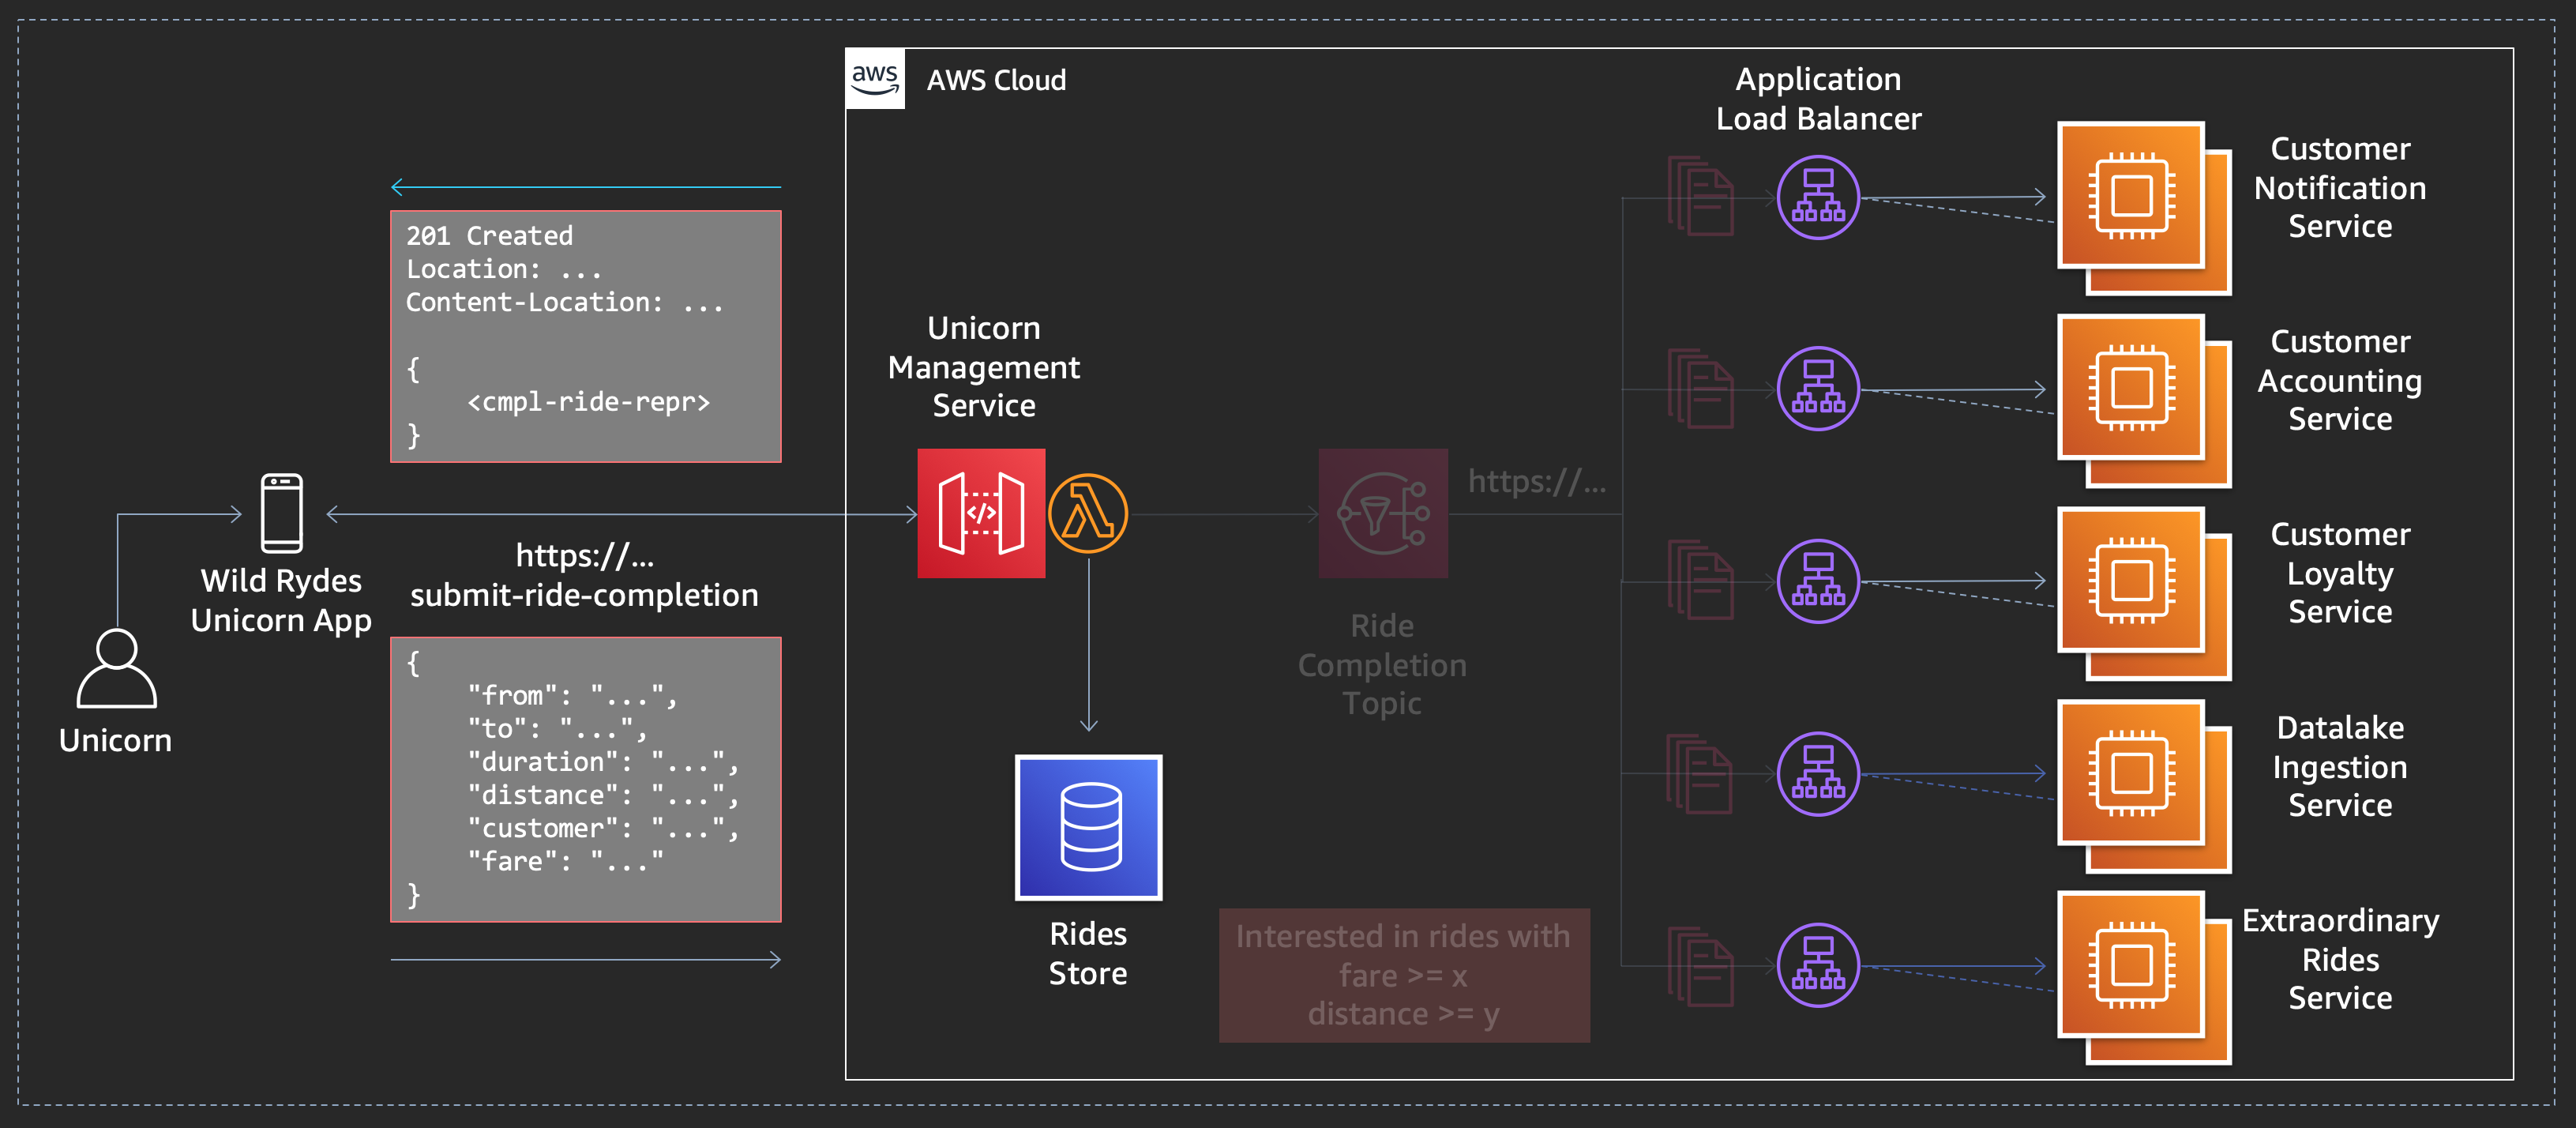 aws
AWS Cloud
Application
Load Balancer
Customer
Notification
Service
201 Created
Location: ...
Content-Location: ...
{
<cmpl-ride-repr>
}
Unicorn
Management
Service
Customer
Accounting
Service
https://...
Wild Rydes
Unicorn App
https://...
submit-ride-completion
Customer
Loyalty
Service
Ride
Completion
Topic
Unicorn
{
"from": "...",
"to": "...",
"duration": "...",
"distance": "...",
"customer": "...",
"fare": "..."
}
Datalake
Ingestion
Service
Rides
Store
Interested in rides with
fare >= x
distance >= y
Extraordinary
Rides
Service